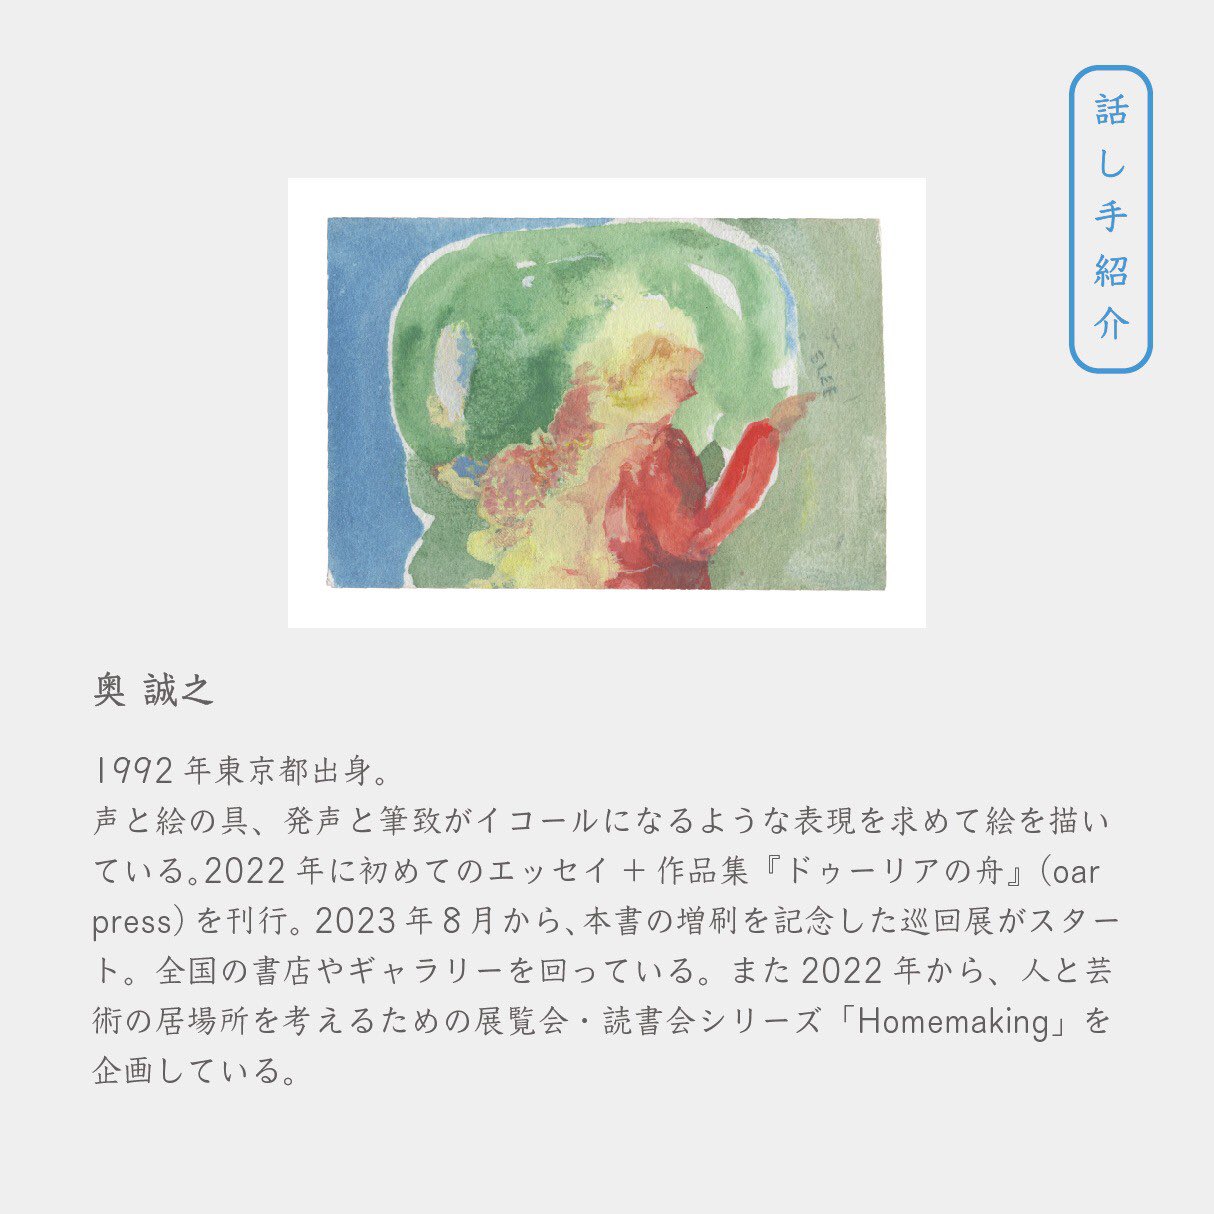 話し手紹介
奥 誠之
1992年東京都出身。
声と絵の具、発声と筆致がイコールになるような表現を求めて絵を描い
ている。2022年に初めてのエッセイ＋作品集『ドゥーリアの舟』(oar
press)を刊行。2023年8月から、本書の増刷を記念した巡回展がスター
ト。全国の書店やギャラリーを回っている。また2022年から、人と芸
術の居場所を考えるための展覧会・読書会シリーズ「Homemaking」を
企画している。